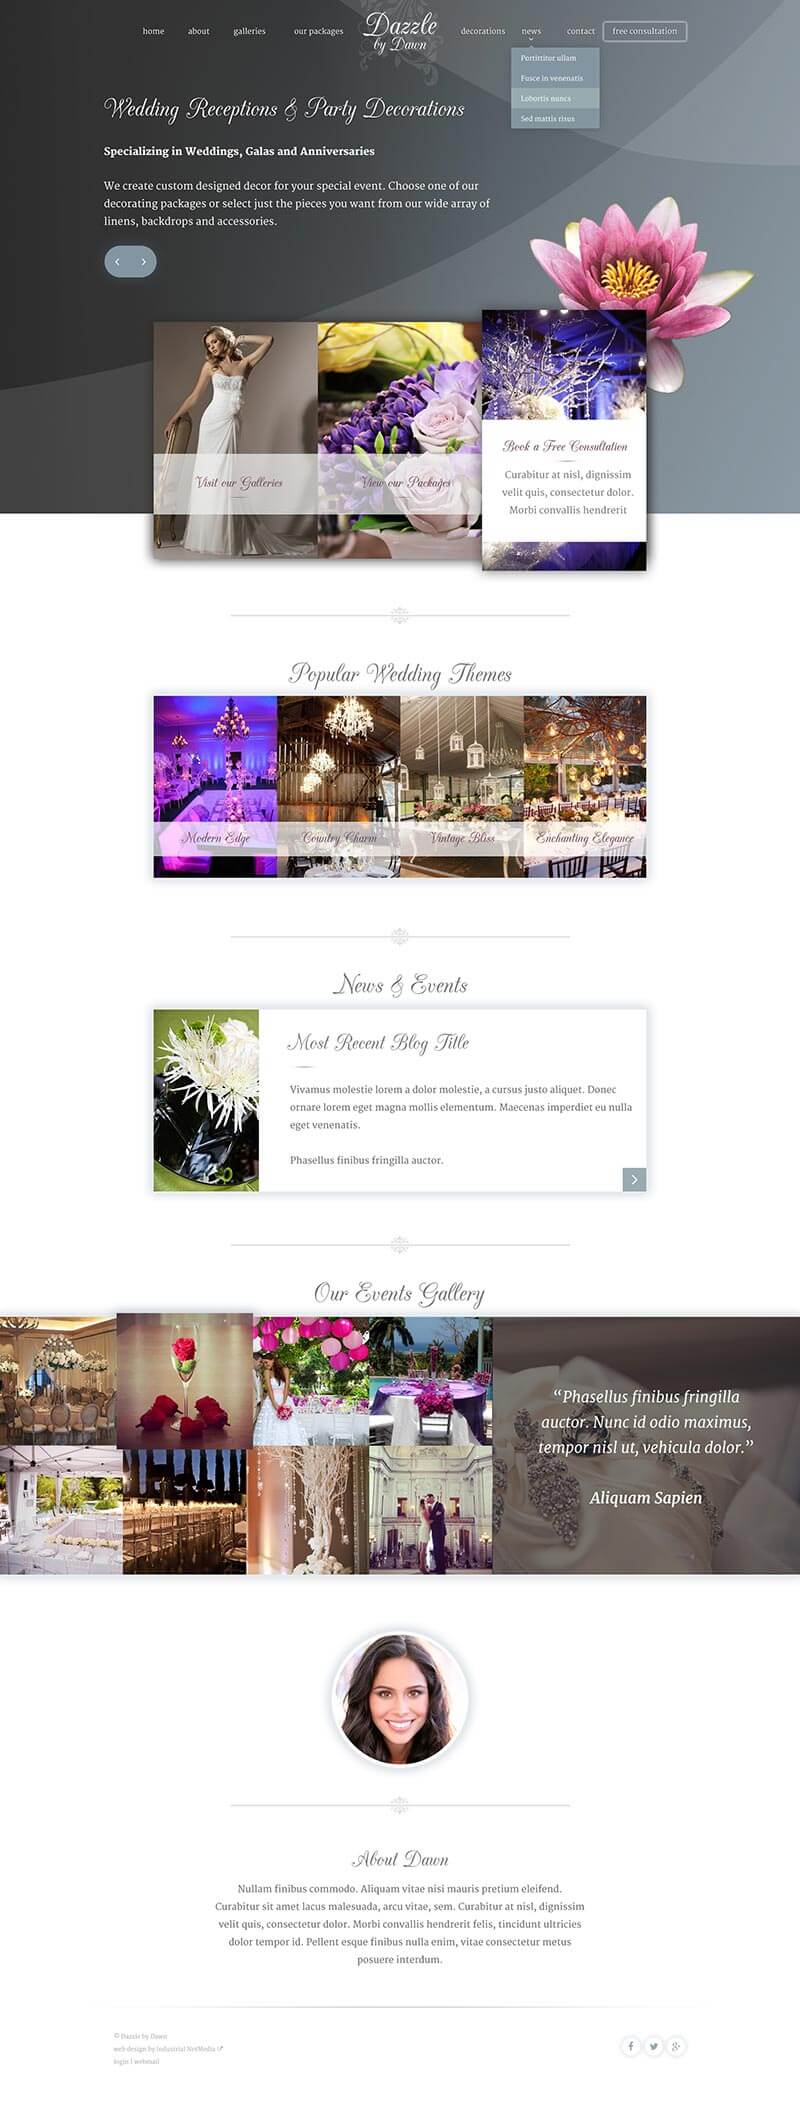 home about galleries our packages Dazzle by Dawn decorations news contact free consultation
Porttitor ullam
Fusce in venenatis
Lobortis nuncs
Sed mattis risus
Wedding Receptions & Party Decorations
Specializing in Weddings, Galas and Anniversaries
We create custom designed decor for your special event. Choose one of our
decorating packages or select just the pieces you want from our wide array of
linens, backdrops and accessories.
Visit our Galleries
View our Packages
Book a Free Consultation
Curabitur at nisl, dignissim
velit quis, consectetur dolor.
Morbi convallis hendrerit
Popular Wedding Themes
Modern Edge
Country Charm
Vintage Bliss
Enchanting Elegance
News & Events
Most Recent Blog Title
Vivamus molestie lorem a dolor molestie, a cursus justo aliquet. Donec
ornare lorem eget magna mollis elementum. Maecenas imperdiet eu nulla
eget venenatis.
Phasellus finibus fringilla auctor.
Our Events Gallery
“Phasellus finibus fringilla
auctor. Nunc id odio maximus,
tempor nisl ut, vehicula dolor.”
Aliquam Sapien
About Dawn
Nullam finibus commodo. Aliquam vitae nisi mauris pretium eleifend.
Curabitur sit amet lacus malesuada, arcu vitae, sem. Curabitur at nisl, dignissim
velit quis, consectetur dolor. Morbi convallis hendrerit felis, tincidunt ultricies
dolor tempor id. Pellent esque finibus nulla enim, vitae consectetur metus
posuere interdum.
© Dazzle by Dawn
web design by Industrial NetMedia
login | webmail